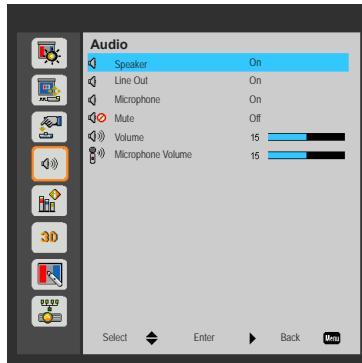 Audio
Speaker On
Line Out On
Microphone On
Mute Off
Volume 15
Microphone Volume 15
3D
Select Enter Back Menu